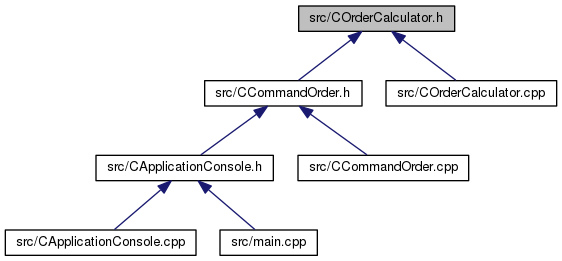 src/COrderCalculator.h
src/CCommandOrder.h
src/COrderCalculator.cpp
src/CApplicationConsole.h
src/CCommandOrder.cpp
src/CApplicationConsole.cpp
src/main.cpp